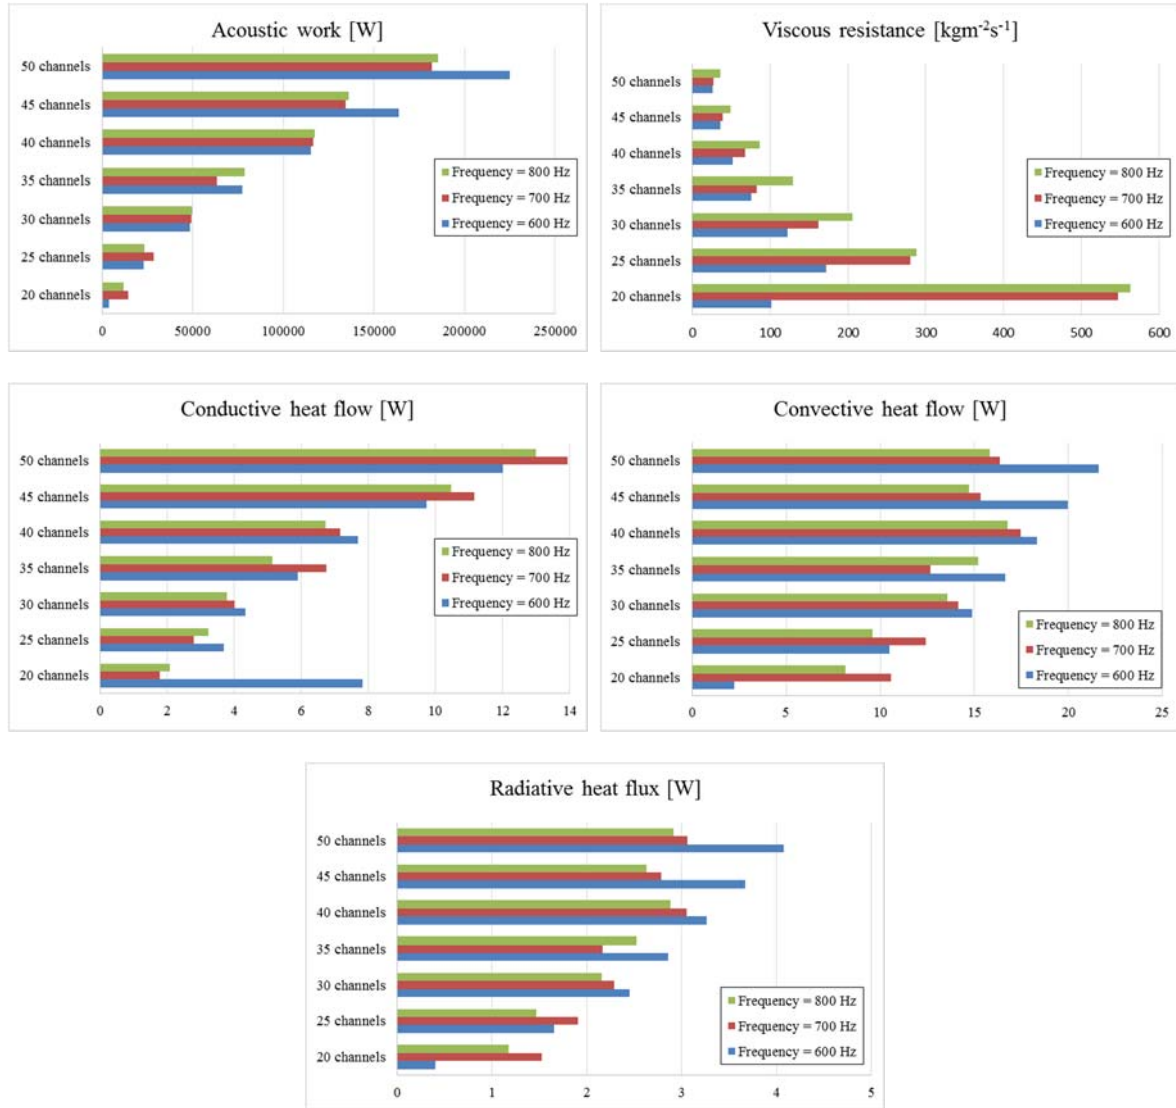 Acoustic work [W]
50 channels
45 channels
40 channels
35 channels
30 channels
25 channels
20 channels
0 50000 100000 150000 200000 250000
Frequency = 800 Hz
Frequency = 700 Hz
Frequency = 600 Hz
Viscous resistance [kgm⁻²s⁻¹]
50 channels
45 channels
40 channels
35 channels
30 channels
25 channels
20 channels
0 100 200 300 400 500 600
Frequency = 800 Hz
Frequency = 700 Hz
Frequency = 600 Hz
Conductive heat flow [W]
50 channels
45 channels
40 channels
35 channels
30 channels
25 channels
20 channels
0 2 4 6 8 10 12 14
Frequency = 800 Hz
Frequency = 700 Hz
Frequency = 600 Hz
Convective heat flow [W]
50 channels
45 channels
40 channels
35 channels
30 channels
25 channels
20 channels
0 5 10 15 20 25
Frequency = 800 Hz
Frequency = 700 Hz
Frequency = 600 Hz
Radiative heat flux [W]
50 channels
45 channels
40 channels
35 channels
30 channels
25 channels
20 channels
0 1 2 3 4 5
Frequency = 800 Hz
Frequency = 700 Hz
Frequency = 600 Hz